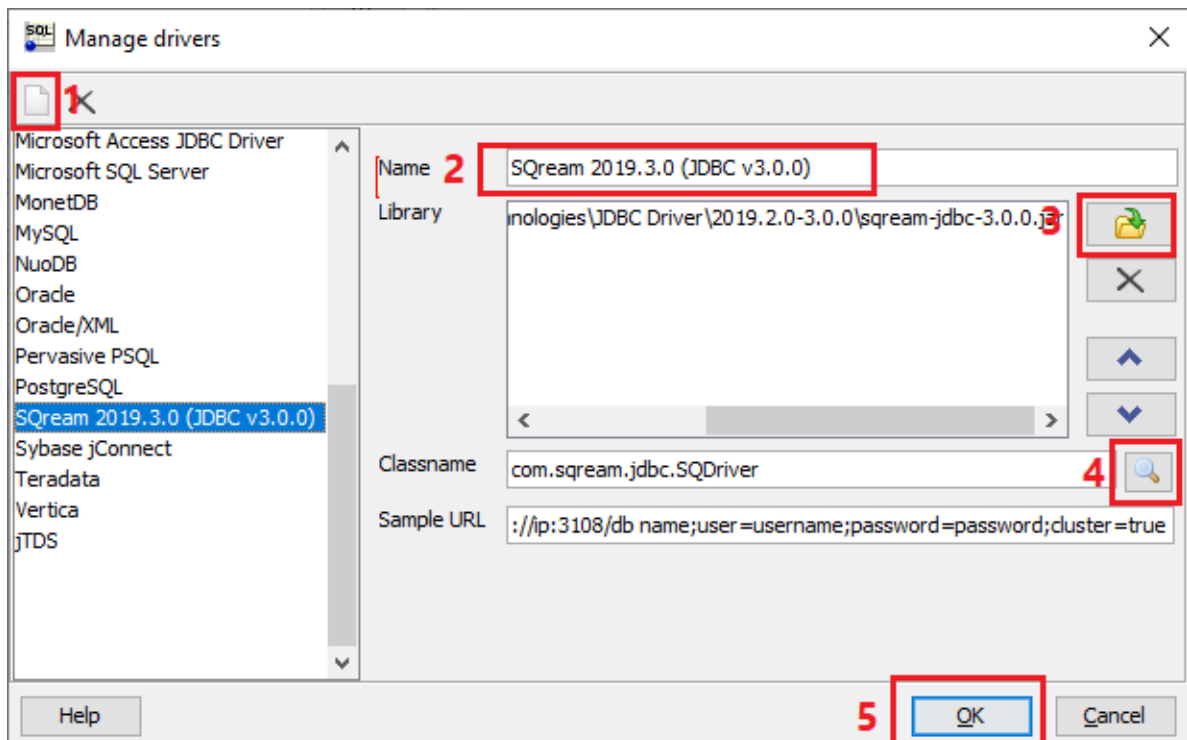 SQL Manage drivers
1
Microsoft Access JDBC Driver
Microsoft SQL Server
MonetDB
MySQL
NuoDB
Oracle
Oracle/XML
Pervasive PSQL
PostgreSQL
SQream 2019.3.0 (JDBC v3.0.0)
Sybase jConnect
Teradata
Vertica
jTDS
Name 2 SQream 2019.3.0 (JDBC v3.0.0)
Library nologies\JDBC Driver\2019.2.0-3.0.0\sqream-jdbc-3.0.0.jar 3
Classname com.sqream.jdbc.SQDriver 4
Sample URL ://ip:3108/db name;user=username;password=password;cluster=true
Help 5 OK Cancel